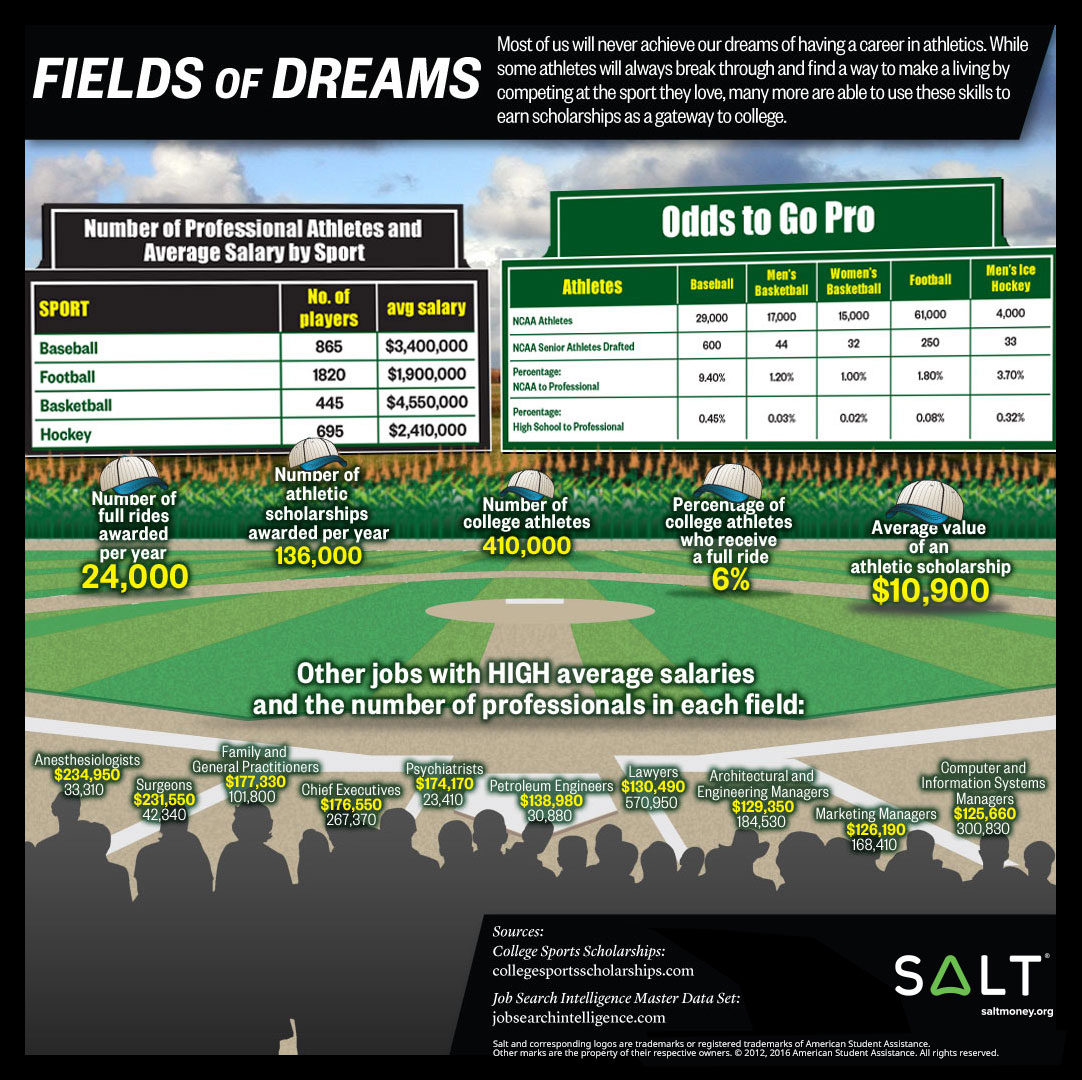 FIELDS OF DREAMS
Most of us will never achieve our dreams of having a career in athletics. While
some athletes will always break through and find a way to make a living by
competing at the sport they love, many more are able to use these skills to
earn scholarships as a gateway to college.
Number of Professional Athletes and
Average Salary by Sport
SPORT No. of players avg salary
Baseball 865 $3,400,000
Football 1820 $1,900,000
Basketball 445 $4,550,000
Hockey 695 $2,410,000
Odds to Go Pro
Athletes Baseball Men's Basketball Women's Basketball Football Men's Ice Hockey
NCAA Athletes 29,000 17,000 15,000 61,000 4,000
NCAA Senior Athletes Drafted 600 44 32 250 33
Percentage:
NCAA to Professional 9.40% 1.20% 1.00% 1.80% 3.70%
Percentage:
High School to Professional 0.45% 0.03% 0.02% 0.08% 0.32%
Number of
full rides
awarded
per year
24,000
Number of
athletic
scholarships
awarded per year
136,000
Number of
college athletes
410,000
Percentage of
college athletes
who receive
a full ride
6%
Average value
of an
athletic scholarship
$10,900
Other jobs with HIGH average salaries
and the number of professionals in each field:
Anesthesiologists
$234,950
33,310
Surgeons
$231,550
42,340
Family and
General Practitioners
$177,330
101,800
Chief Executives
$176,550
267,370
Psychiatrists
$174,170
23,410
Petroleum Engineers
$138,980
30,880
Lawyers
$130,490
570,950
Architectural and
Engineering Managers
$129,350
184,530
Marketing Managers
$126,190
168,410
Computer and
Information Systems
Managers
$125,660
300,830
Sources:
College Sports Scholarships:
collegesportsscholarships.com
Job Search Intelligence Master Data Set:
jobsearchintelligence.com
SALT®
saltmoney.org
Salt and corresponding logos are trademarks or registered trademarks of American Student Assistance.
Other marks are the property of their respective owners. © 2012, 2016 American Student Assistance. All rights reserved.